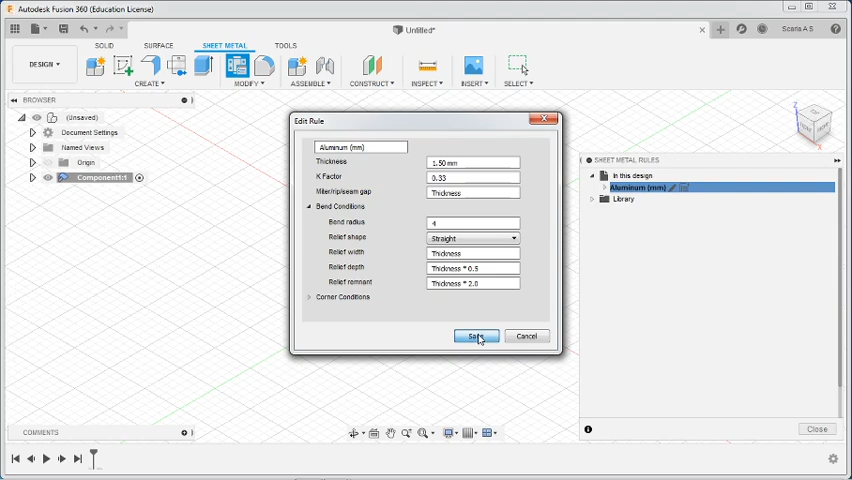 Autodesk Fusion 360 (Education License)
Untitled*
Scaria A S
SOLID SURFACE SHEET METAL TOOLS
DESIGN
CREATE MODIFY ASSEMBLE CONSTRUCT INSPECT INSERT SELECT
BROWSER
(Unsaved)
Document Settings
Named Views
Origin
Component1:1
Edit Rule
Aluminum (mm)
Thickness 1.50 mm
K Factor 0.33
Miter/rip/seam gap Thickness
Bend Conditions
Bend radius 4
Relief shape Straight
Relief width Thickness
Relief depth Thickness * 0.5
Relief remnant Thickness * 2.0
Corner Conditions
Save Cancel
SHEET METAL RULES
In this design
Aluminum (mm)
Library
Close
Z
X
FRONT
COMMENTS